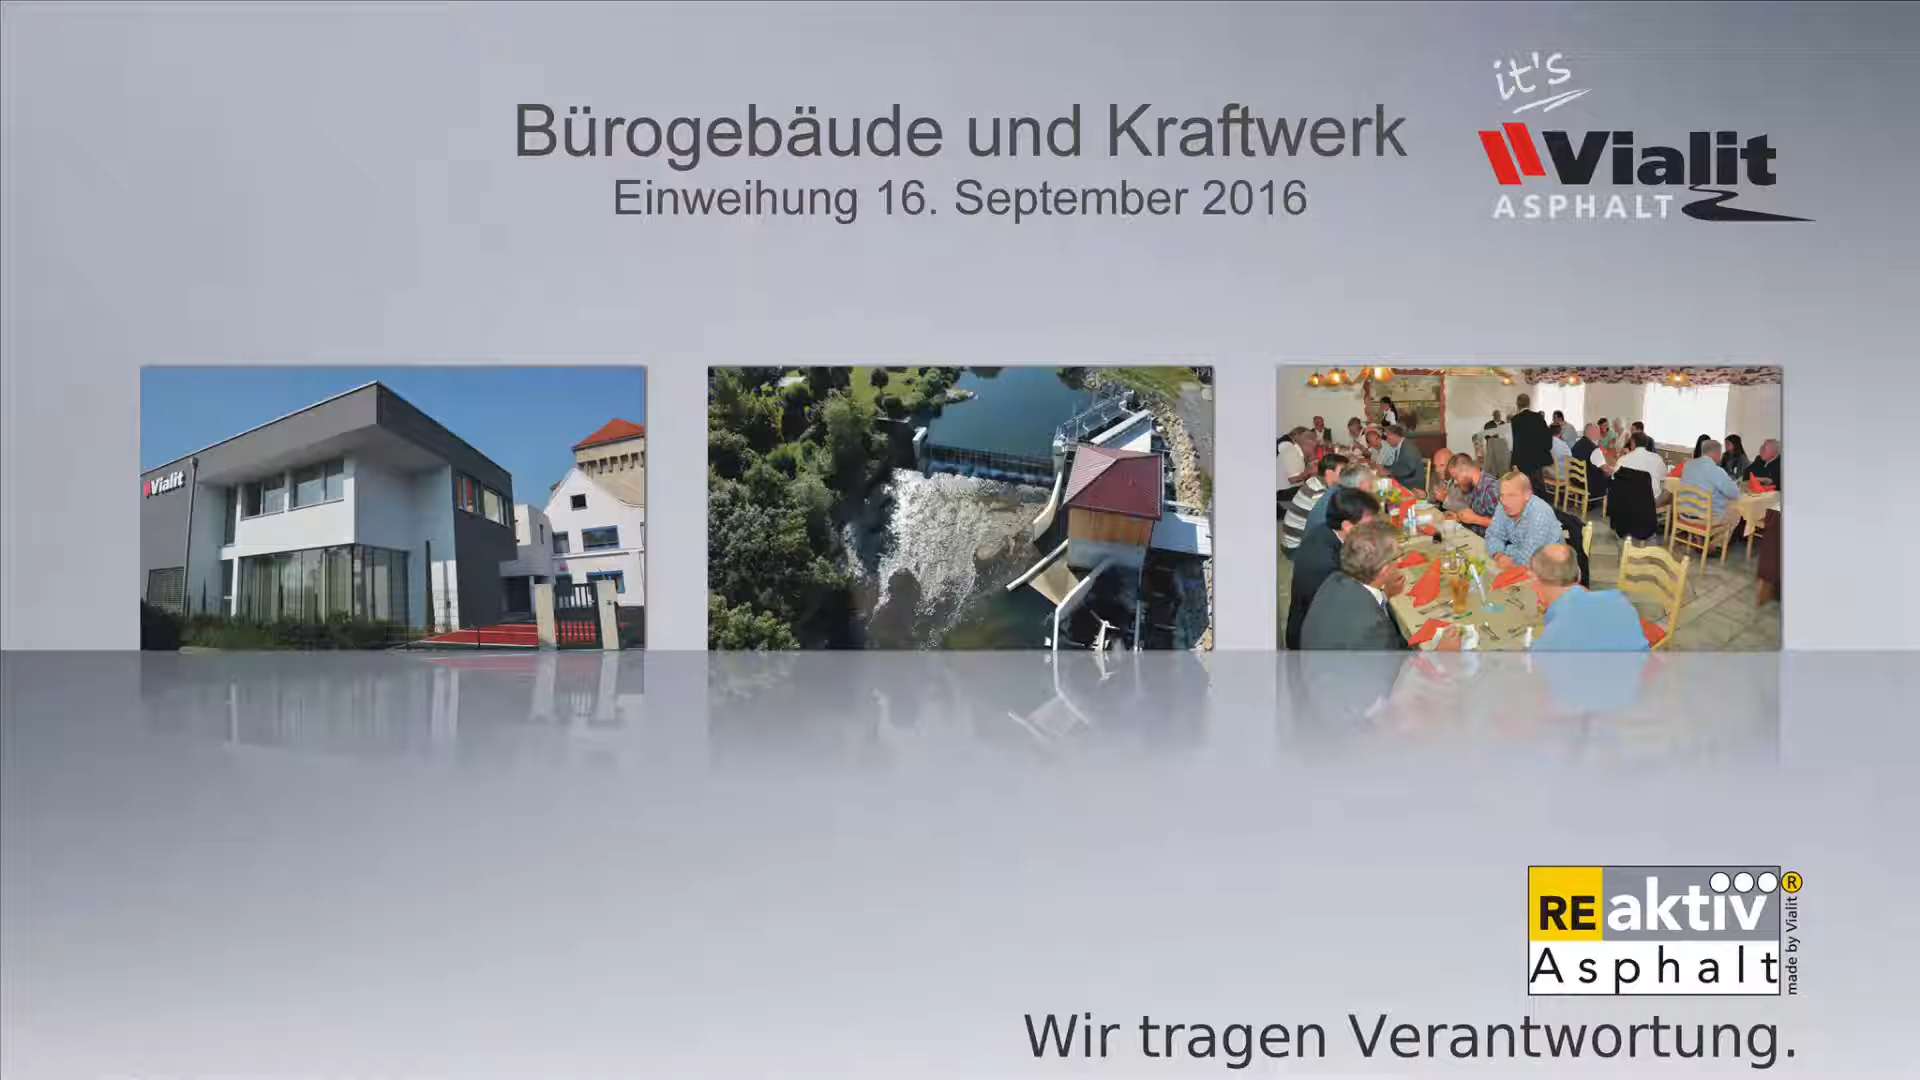 Bürogebäude und Kraftwerk
Einweihung 16. September 2016
it's
Vialit
ASPHALT
Vialit
REaktiv
Asphalt
®
made by Vialit
Wir tragen Verantwortung.